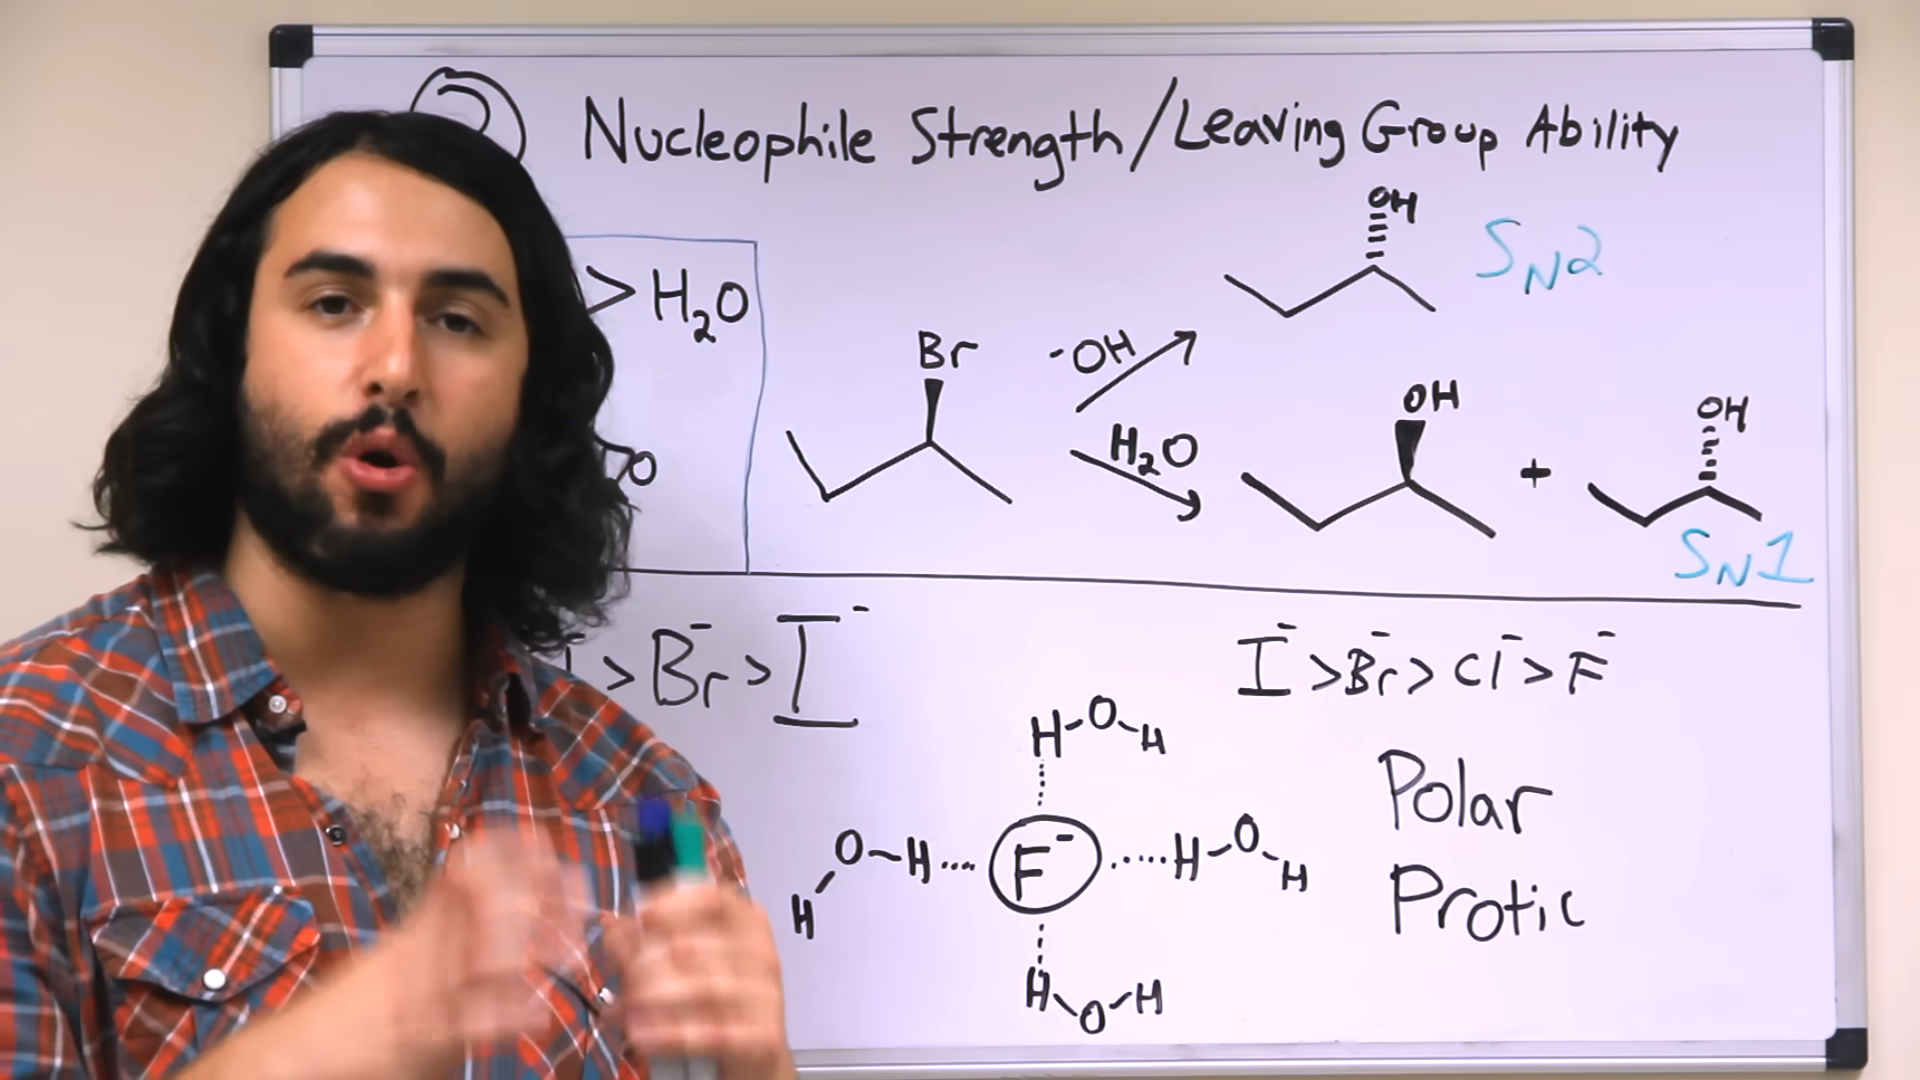 2 Nucleophile Strength/Leaving Group Ability
> H₂O
O
Br
⁻OH
H₂O
OH
SN2
OH
+
OH
SN1
> Br⁻ > I⁻
I⁻ > Br⁻ > Cl⁻ > F⁻
H-O-H
O-H....
H
F⁻
.....H-O-H
H-O-H
Polar
Protic